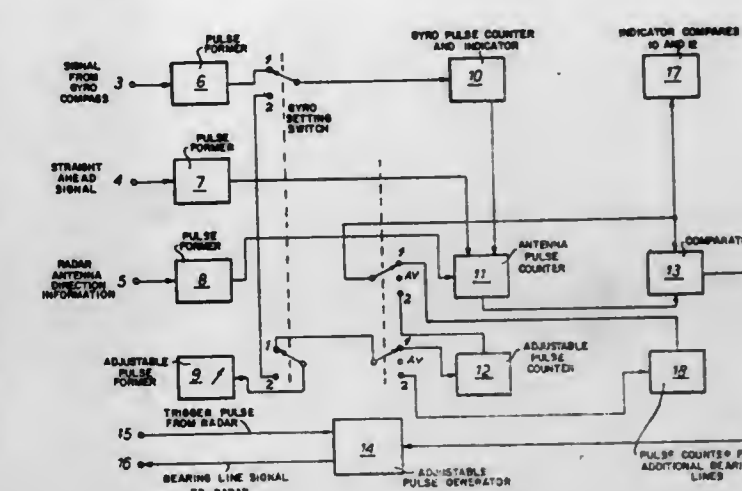 PULSE
FORMER
GYRO PULSE COUNTER
AND INDICATOR
INDICATOR COMPARES
10 AND 12
SIGNAL
FROM
GYRO
COMPASS
3
6
1
2
GYRO
SETTING
SWITCH
10
17
STRAIGHT
AHEAD
SIGNAL
4
PULSE
FORMER
7
RADAR
ANTENNA
DIRECTION
INFORMATION
5
PULSE
FORMER
8
1
AV
2
ANTENNA
PULSE
COUNTER
11
13
ADJUSTABLE
PULSE
FORMER
9
1
2
1
AV
2
12
ADJUSTABLE
PULSE
COUNTER
18
TRIGGER PULSE
FROM RADAR
15
16
14
BEARING LINE SIGNAL
ADJUSTABLE
PULSE GENERATOR
PULSE COUNTER
ADDITIONAL
LINES